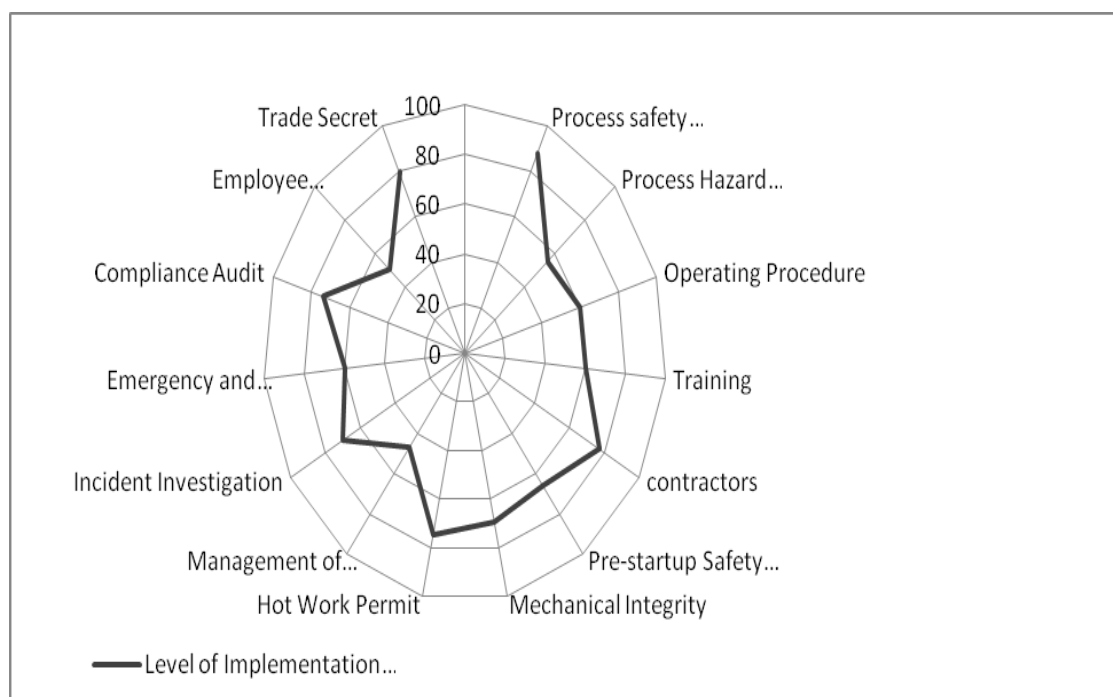 100
80
60
40
20
0
Process safety...
Process Hazard...
Operating Procedure
Training
contractors
Pre-startup Safety...
Mechanical Integrity
Hot Work Permit
Management of...
Incident Investigation
Emergency and...
Compliance Audit
Employee...
Trade Secret
Level of Implementation...